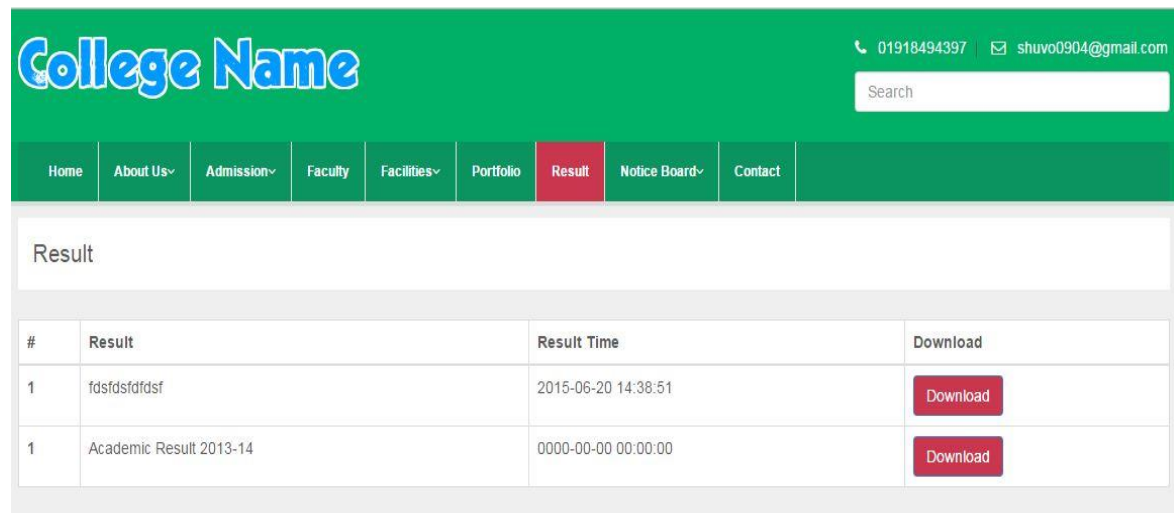 College Name
01918494397 shuvo0904@gmail.com
Search
Home About Us Admission Faculty Facilities Portfolio Result Notice Board Contact
Result
# Result Result Time Download
1 fdsfdsfdfdsf 2015-06-20 14:38:51 Download
1 Academic Result 2013-14 0000-00-00 00:00:00 Download